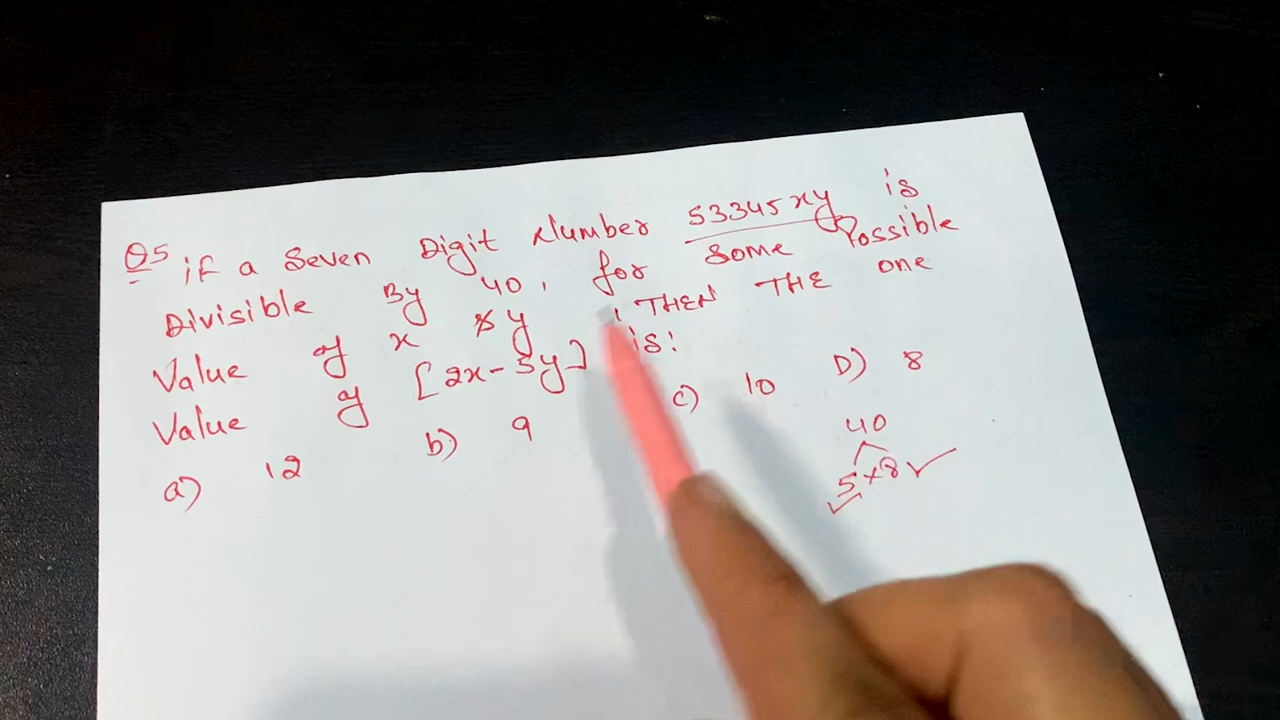 Q5 if a Seven Digit Number 53345xy is
Divisible By 40, for some Possible
Value of x & y, THEN THE one
Value of [2x - 5y] is:
a) 12 b) 9 c) 10 D) 8
40
5 x 8